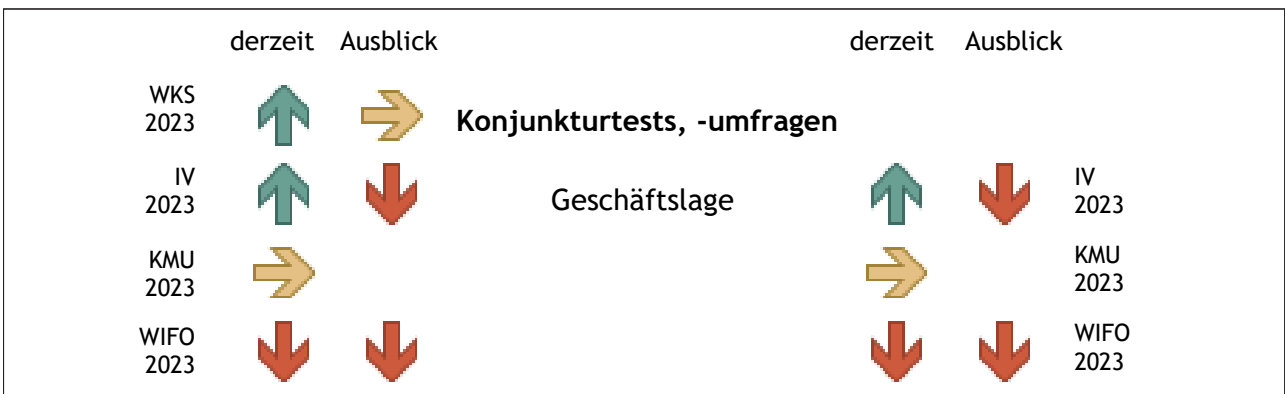 derzeit Ausblick derzeit Ausblick
WKS
2023
Konjunkturtests, -umfragen
IV
2023
Geschäftslage
IV
2023
KMU
2023
KMU
2023
WIFO
2023
WIFO
2023